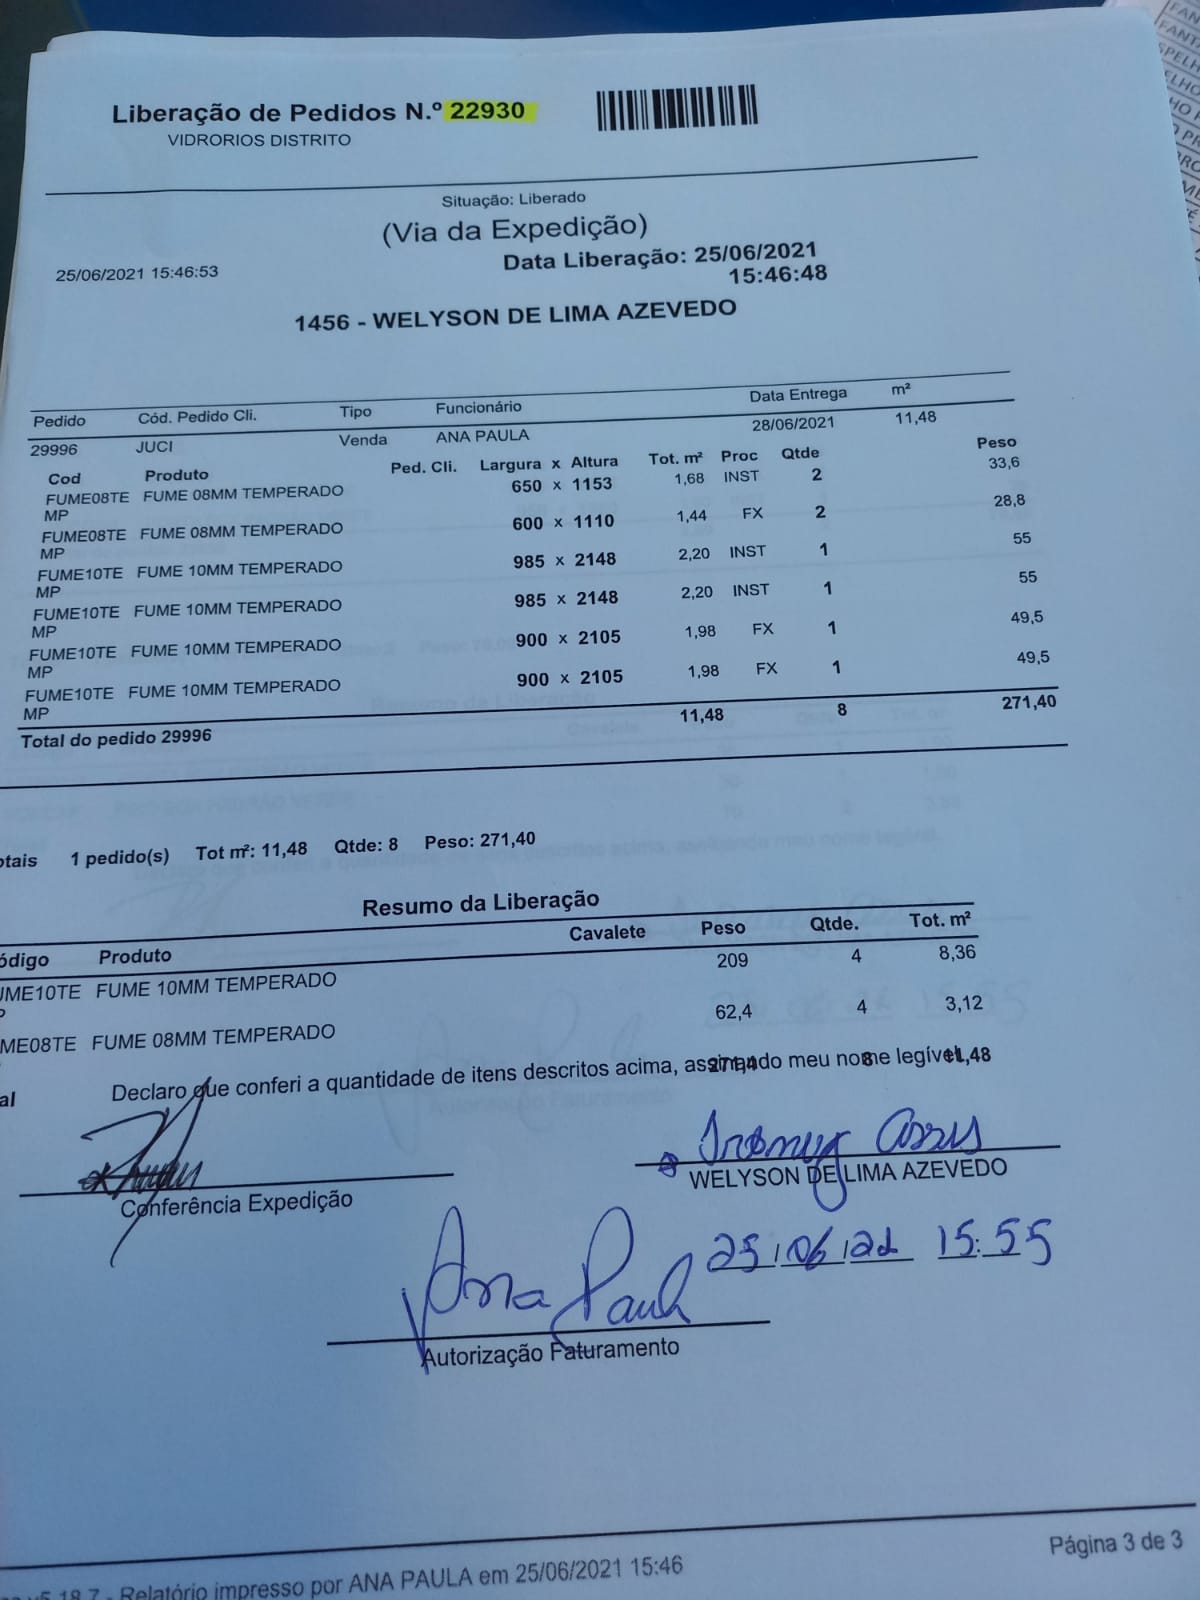 Liberação de Pedidos N.º 22930
VIDRORIOS DISTRITO
Situação: Liberado
(Via da Expedição)
25/06/2021 15:46:53
Data Liberação: 25/06/2021
15:46:48
1456 - WELYSON DE LIMA AZEVEDO
Pedido Cód. Pedido Cli. Tipo Funcionário Data Entrega m²
29996 JUCI Venda ANA PAULA 28/06/2021 11,48
Cod Produto Ped. Cli. Largura x Altura Tot. m² Proc Qtde Peso
FUME08TE FUME 08MM TEMPERADO 650 x 1153 1,68 INST 2 33,6
MP
FUME08TE FUME 08MM TEMPERADO 600 x 1110 1,44 FX 2 28,8
MP
FUME10TE FUME 10MM TEMPERADO 985 x 2148 2,20 INST 1 55
MP
FUME10TE FUME 10MM TEMPERADO 985 x 2148 2,20 INST 1 55
MP
FUME10TE FUME 10MM TEMPERADO 900 x 2105 1,98 FX 1 49,5
MP
FUME10TE FUME 10MM TEMPERADO 900 x 2105 1,98 FX 1 49,5
MP
Total do pedido 29996 11,48 8 271,40
otais 1 pedido(s) Tot m²: 11,48 Qtde: 8 Peso: 271,40
Resumo da Liberação
ódigo Produto Cavalete Peso Qtde. Tot. m²
UME10TE FUME 10MM TEMPERADO 209 4 8,36
P
ME08TE FUME 08MM TEMPERADO 62,4 4 3,12
al 271,4 8 11,48
Declaro que conferi a quantidade de itens descritos acima, assinando meu nome legível.
Conferência Expedição
WELYSON DE LIMA AZEVEDO
25/06/21 15:55
Ana Paula
Autorização Faturamento
v5.18.7 - Relatório impresso por ANA PAULA em 25/06/2021 15:46
Página 3 de 3